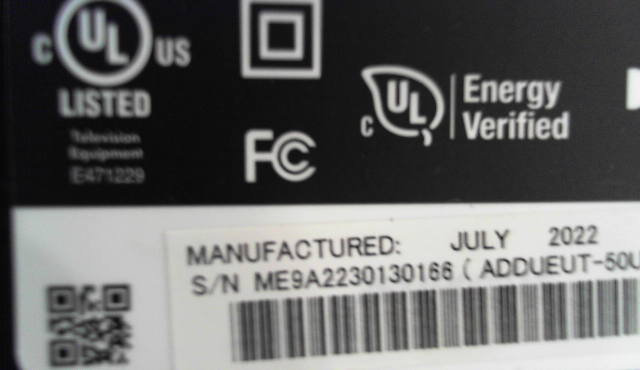 C UL US
LISTED
Television
Equipment
E471229
FC
C UL Energy
Verified
MANUFACTURED: JULY 2022
S/N ME9A2230130166 ( ADDUEUT-50U